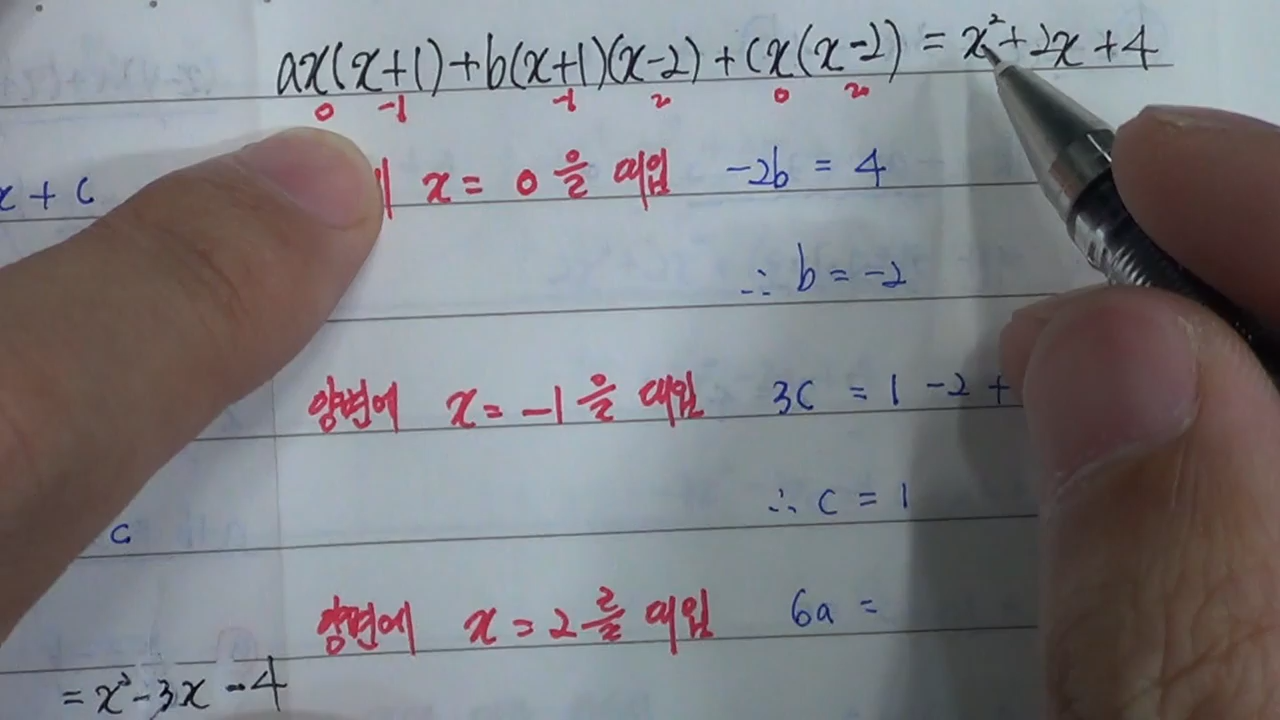 ax(x+1)+b(x+1)(x-2)+cx(x-2) = x²+2x+4
0 -1 -1 2 0 2
x + c
x = 0 을 대입 -2b = 4
∴ b = -2
양변에 x = -1 을 대입 3c = 1 -2 +
∴ c = 1
c
양변에 x = 2 를 대입 6a =
= x²-3x-4